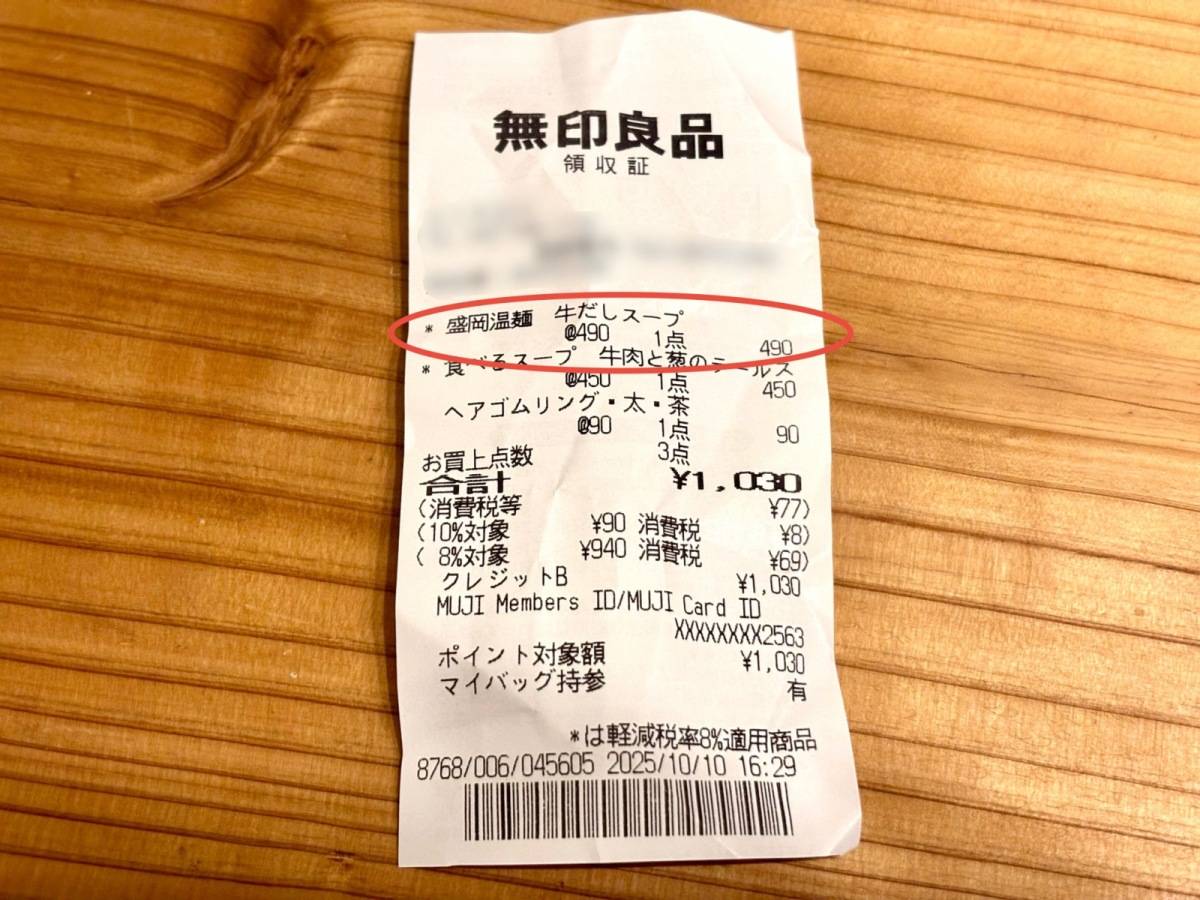 無印良品
領収証
* 盛岡温麺 牛だしスープ
@490 1点 490
* 食べるスープ 牛肉と葱のテールス
@450 1点 450
ヘアゴムリング・太・茶
@90 1点 90
お買上点数 3点
合計 ¥1,030
(消費税等 ¥77)
(10%対象 ¥90 消費税 ¥8)
( 8%対象 ¥940 消費税 ¥69)
クレジットB ¥1,030
MUJI Members ID/MUJI Card ID
XXXXXXXX2563
ポイント対象額 ¥1,030
マイバッグ持参 有
*は軽減税率8%適用商品
8768/006/045605 2025/10/10 16:29